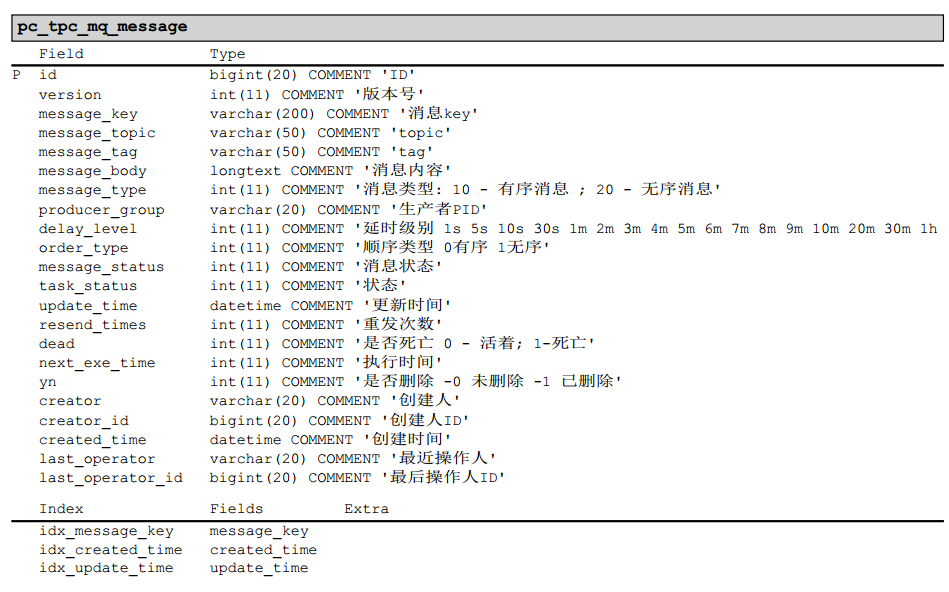 pc_tpc_mq_message
Field Type
P id bigint(20) COMMENT 'ID'
version int(11) COMMENT '版本号'
message_key varchar(200) COMMENT '消息key'
message_topic varchar(50) COMMENT 'topic'
message_tag varchar(50) COMMENT 'tag'
message_body longtext COMMENT '消息内容'
message_type int(11) COMMENT '消息类型: 10 - 有序消息 ; 20 - 无序消息'
producer_group varchar(20) COMMENT '生产者PID'
delay_level int(11) COMMENT '延时级别 1s 5s 10s 30s 1m 2m 3m 4m 5m 6m 7m 8m 9m 10m 20m 30m 1h
order_type int(11) COMMENT '顺序类型 0有序 1无序'
message_status int(11) COMMENT '消息状态'
task_status int(11) COMMENT '状态'
update_time datetime COMMENT '更新时间'
resend_times int(11) COMMENT '重发次数'
dead int(11) COMMENT '是否死亡 0 - 活着; 1-死亡'
next_exe_time int(11) COMMENT '执行时间'
yn int(11) COMMENT '是否删除 -0 未删除 -1 已删除'
creator varchar(20) COMMENT '创建人'
creator_id bigint(20) COMMENT '创建人ID'
created_time datetime COMMENT '创建时间'
last_operator varchar(20) COMMENT '最近操作人'
last_operator_id bigint(20) COMMENT '最后操作人ID'
Index Fields Extra
idx_message_key message_key
idx_created_time created_time
idx_update_time update_time